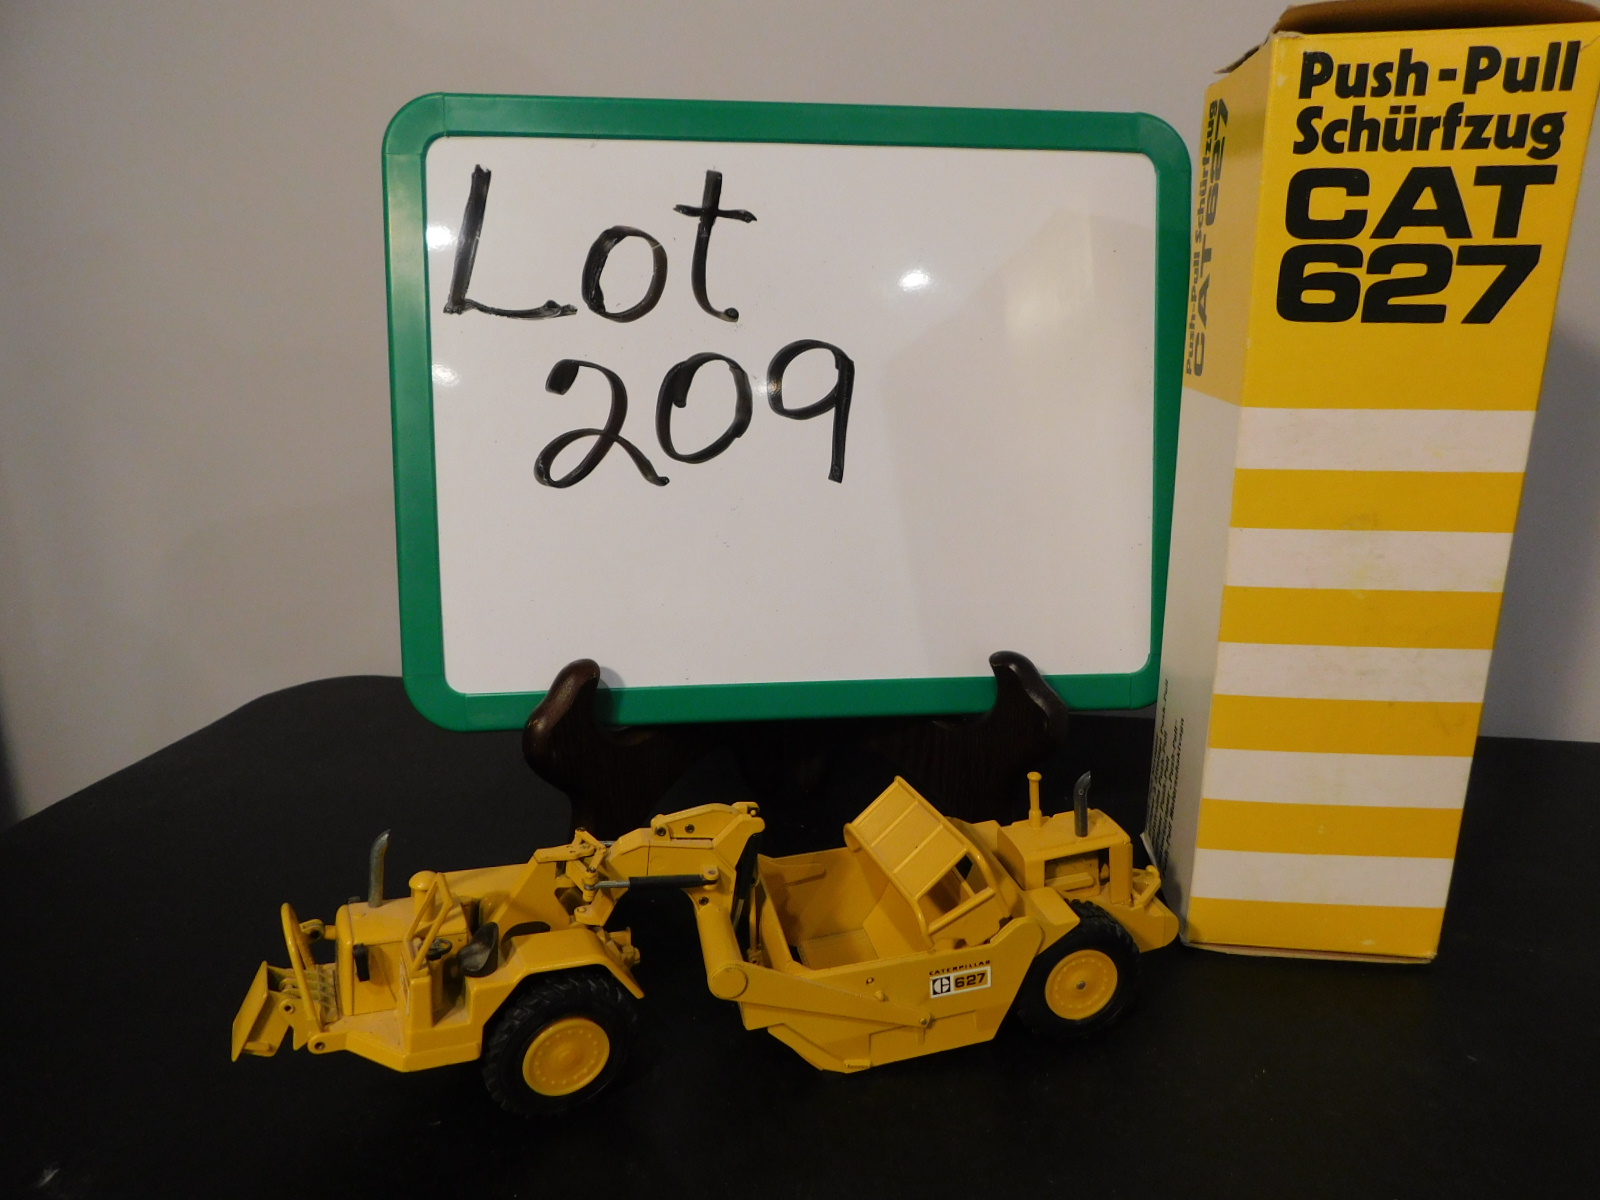 Lot
209
Push-Pull
Schürfzug
CAT
627
Push-Pull Schürfzug
CAT 627
CATERPILLAR
627